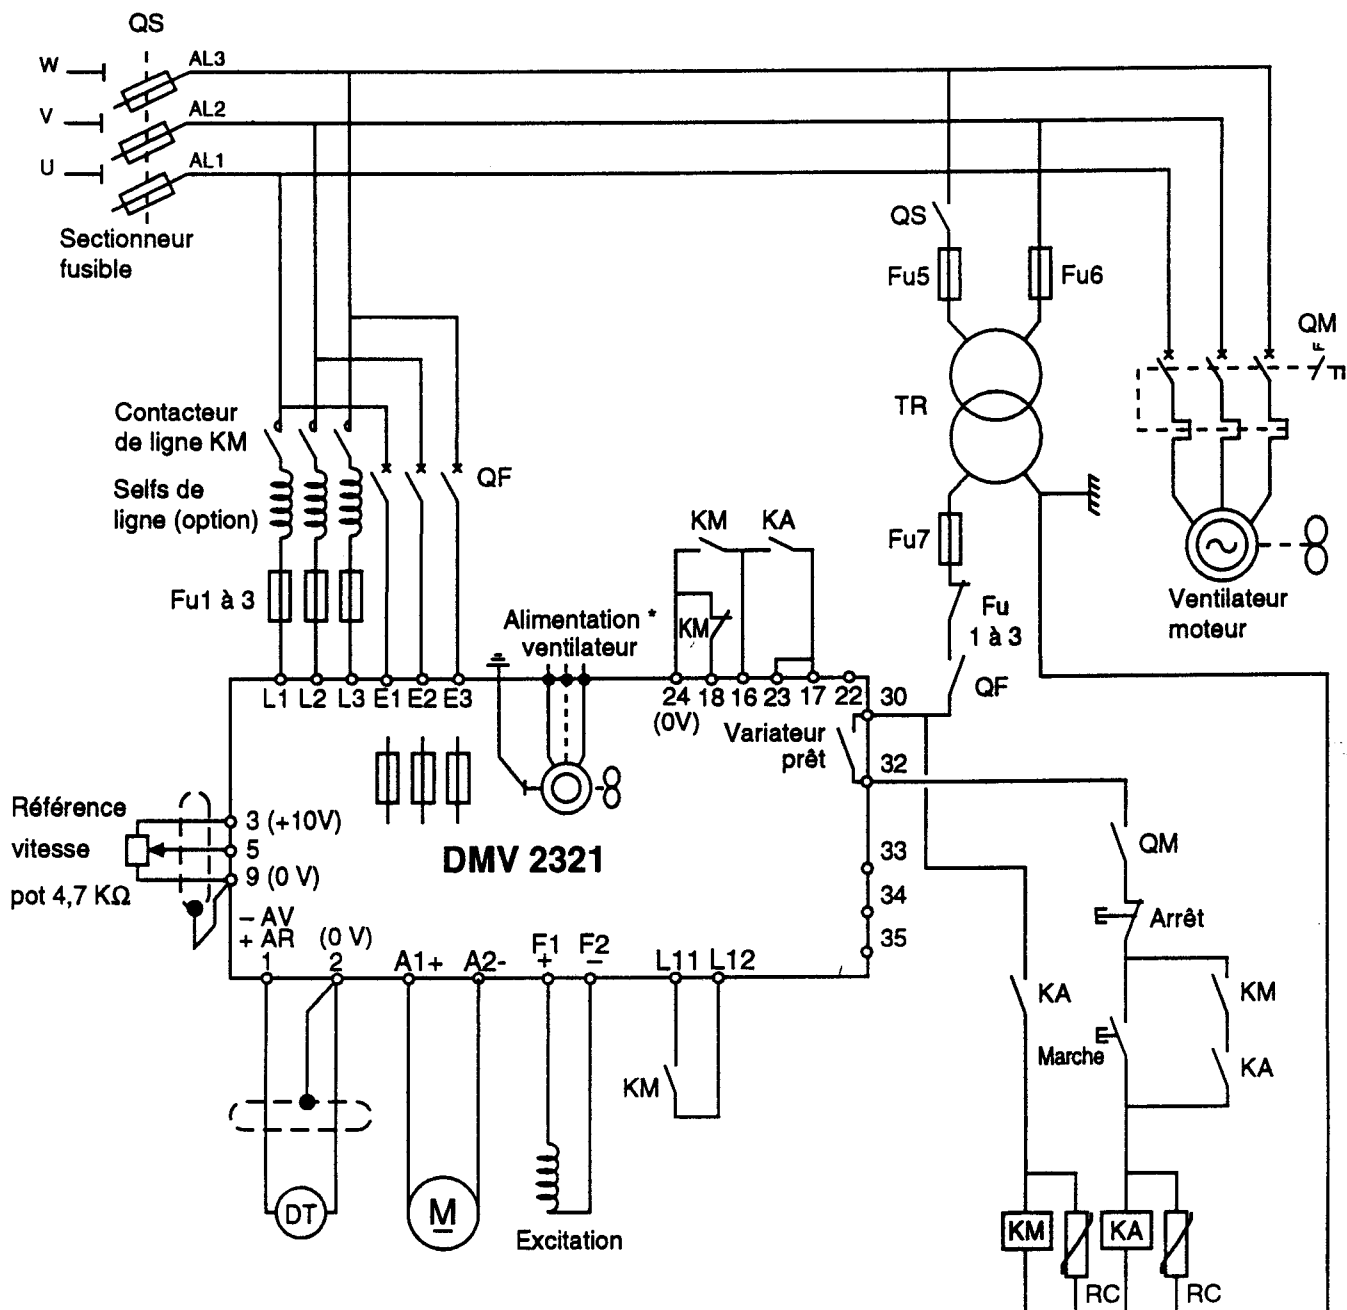 QS
W
AL3
V
AL2
U
AL1
Sectionneur
fusible
QS
Fu5
Fu6
QM
F
TR
Contacteur
de ligne KM
Selfs de
ligne (option)
QF
KM
KA
Fu7
Fu1 à 3
Alimentation *
ventilateur
KM
Fu
1 à 3
Ventilateur
moteur
QF
L1
L2
L3
E1
E2
E3
24
(0V)
18
16
23
17
22
30
Variateur
prêt
32
Référence
vitesse
pot 4,7 KΩ
3 (+10V)
5
9 (0 V)
DMV 2321
33
34
35
QM
Arrêt
– AV
+ AR
(0 V)
1
2
A1+
A2-
F1
+
F2
–
L11
L12
KA
KM
Marche
KA
KM
DT
M
Excitation
KM
RC
KA
RC